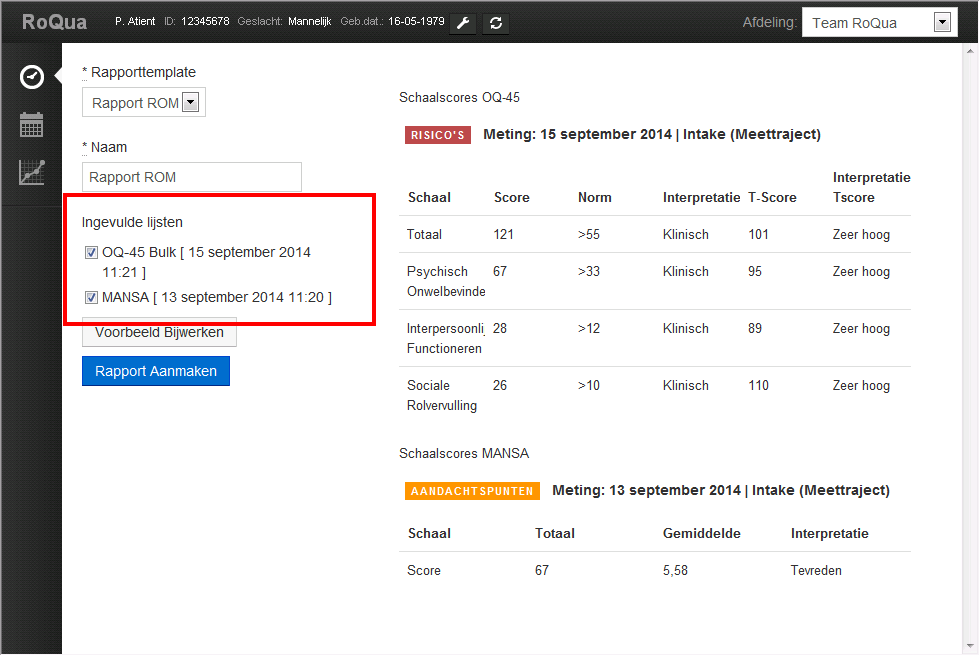 RoQua P. Atient ID: 12345678 Geslacht: Mannelijk Geb.dat.: 16-05-1979 Afdeling: Team RoQua
* Rapporttemplate
Rapport ROM
* Naam
Rapport ROM
Ingevulde lijsten
OQ-45 Bulk [ 15 september 2014
11:21 ]
MANSA [ 13 september 2014 11:20 ]
Voorbeeld Bijwerken
Rapport Aanmaken
Schaalscores OQ-45
RISICO'S Meting: 15 september 2014 | Intake (Meettraject)
Schaal Score Norm Interpretatie T-Score Interpretatie
Tscore
Totaal 121 >55 Klinisch 101 Zeer hoog
Psychisch 67 >33 Klinisch 95 Zeer hoog
Onwelbevinde
Interpersoonlij 28 >12 Klinisch 89 Zeer hoog
Functioneren
Sociale 26 >10 Klinisch 110 Zeer hoog
Rolvervulling
Schaalscores MANSA
AANDACHTSPUNTEN Meting: 13 september 2014 | Intake (Meettraject)
Schaal Totaal Gemiddelde Interpretatie
Score 67 5,58 Tevreden